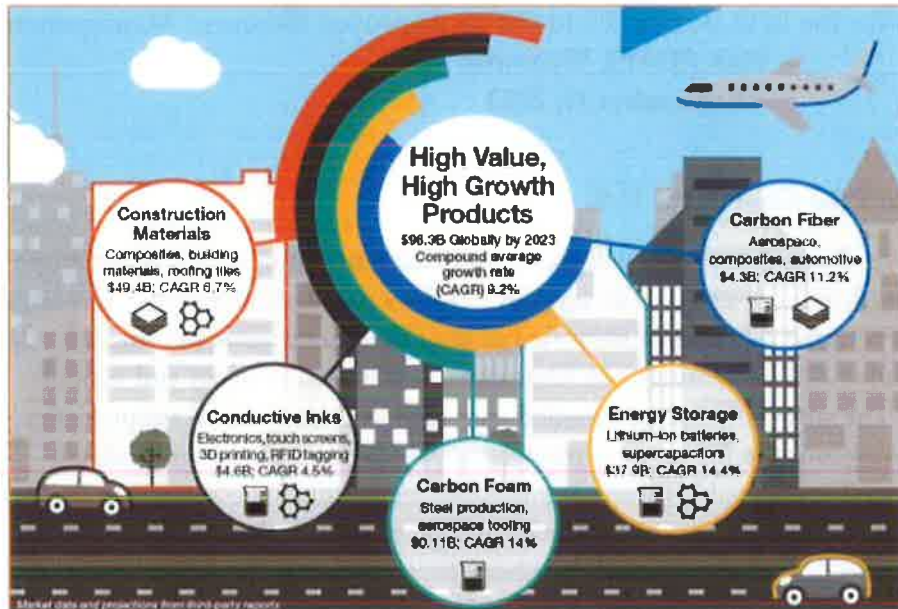 High Value,
High Growth
Products
$96.3B Globally by 2023
Compound average
growth rate
(CAGR) 9.2%
Construction
Materials
Composites, building
materials, roofing tiles
$49.4B; CAGR 6.7%
Carbon Fiber
Aerospace,
composites, automotive
$4.3B; CAGR 11.2%
Conductive Inks
Electronics, touch screens,
3D printing, RFID tagging
$4.6B; CAGR 4.5%
Energy Storage
Lithium-ion batteries,
supercapacitors
$37.9B; CAGR 14.4%
Carbon Foam
Steel production,
aerospace tooling
$0.11B; CAGR 14%
Market data and projections from third-party reports